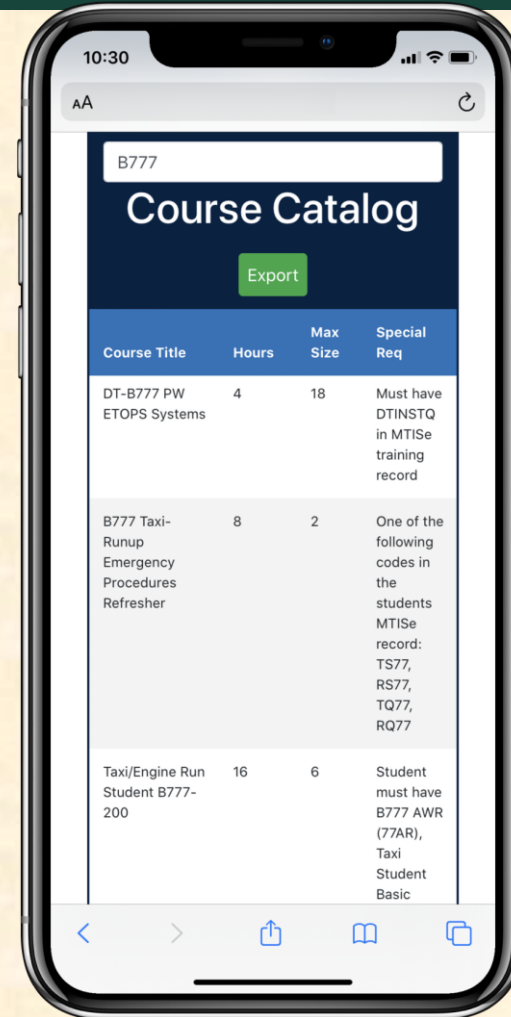 10:30
AA
B777
Course Catalog
Export
Course Title Hours Max Size Special Req
DT-B777 PW 4 18 Must have
ETOPS Systems DTINSTQ
in MTISe
training
record
B777 Taxi- 8 2 One of the
Runup following
Emergency codes in
Procedures the
Refresher students
MTISe
record:
TS77,
RS77,
TQ77,
RQ77
Taxi/Engine Run 16 6 Student
Student B777- must have
200 B777 AWR
(77AR),
Taxi
Student
Basic